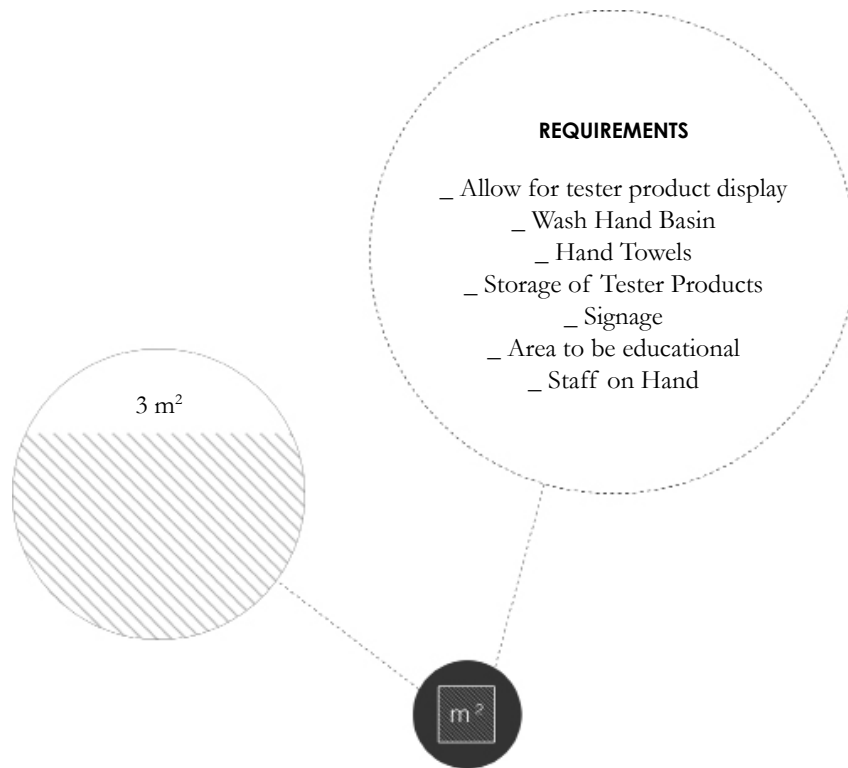 REQUIREMENTS
_ Allow for tester product display
_ Wash Hand Basin
_ Hand Towels
_ Storage of Tester Products
_ Signage
_ Area to be educational
_ Staff on Hand
3 m²
m²